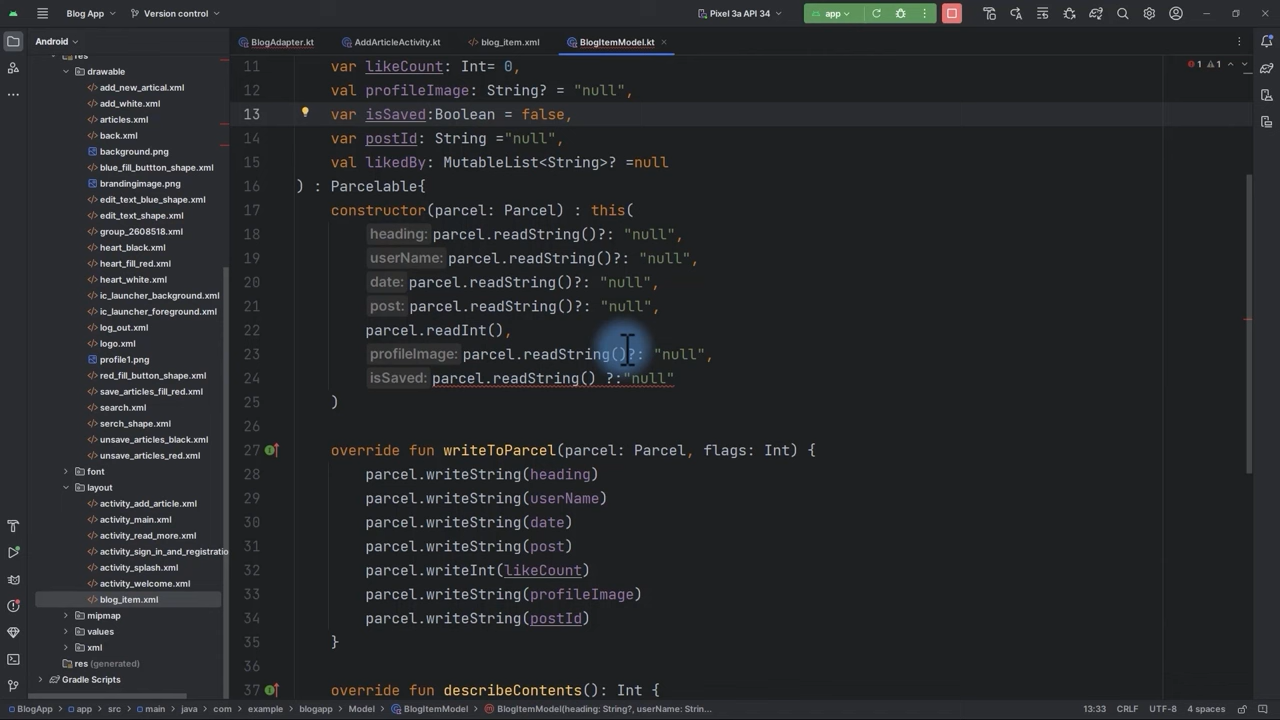 Blog App
Version control
Pixel 3a API 34
app
Android
BlogAdapter.kt
AddArticleActivity.kt
blog_item.xml
BlogItemModel.kt
res
drawable
add_new_artical.xml
add_white.xml
articles.xml
back.xml
background.png
blue_fill_buttton_shape.xml
brandingimage.png
edit_text_blue_shape.xml
edit_text_shape.xml
group_2608518.xml
heart_black.xml
heart_fill_red.xml
heart_white.xml
ic_launcher_background.xml
ic_launcher_foreground.xml
log_out.xml
logo.xml
profile1.png
red_fill_button_shape.xml
save_articles_fill_red.xml
search.xml
serch_shape.xml
unsave_articles_black.xml
unsave_articles_red.xml
font
layout
activity_add_article.xml
activity_main.xml
activity_read_more.xml
activity_sign_in_and_registratio
activity_splash.xml
activity_welcome.xml
blog_item.xml
mipmap
values
xml
res (generated)
Gradle Scripts
11 var likeCount: Int= 0,
12 val profileImage: String? = "null",
13 var isSaved:Boolean = false,
14 var postId: String ="null",
15 val likedBy: MutableList<String>? =null
16 ) : Parcelable{
17 constructor(parcel: Parcel) : this(
18 heading: parcel.readString()?: "null",
19 userName: parcel.readString()?: "null",
20 date: parcel.readString()?: "null",
21 post: parcel.readString()?: "null",
22 parcel.readInt(),
23 profileImage: parcel.readString()?: "null",
24 isSaved: parcel.readString() ?:"null"
25 )
26
27 override fun writeToParcel(parcel: Parcel, flags: Int) {
28 parcel.writeString(heading)
29 parcel.writeString(userName)
30 parcel.writeString(date)
31 parcel.writeString(post)
32 parcel.writeInt(likeCount)
33 parcel.writeString(profileImage)
34 parcel.writeString(postId)
35 }
36
37 override fun describeContents(): Int {
1 1
BlogApp > app > src > main > java > com > example > blogapp > Model > BlogItemModel > BlogItemModel(heading: String?, userName: Strin...
13:33 CRLF UTF-8 4 spaces